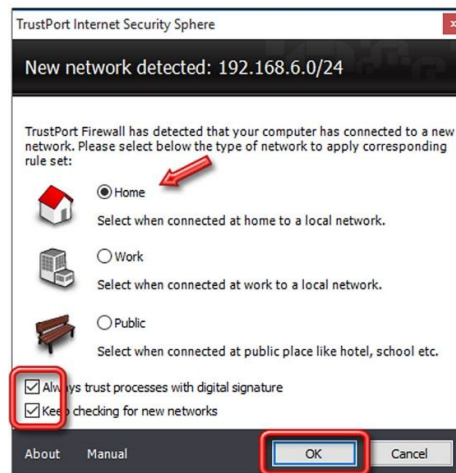 TrustPort Internet Security Sphere
New network detected: 192.168.6.0/24
TrustPort Firewall has detected that your computer has connected to a new
network. Please select below the type of network to apply corresponding
rule set:
Home
Select when connected at home to a local network.
Work
Select when connected at work to a local network.
Public
Select when connected at public place like hotel, school etc.
Always trust processes with digital signature
Keep checking for new networks
About Manual OK Cancel